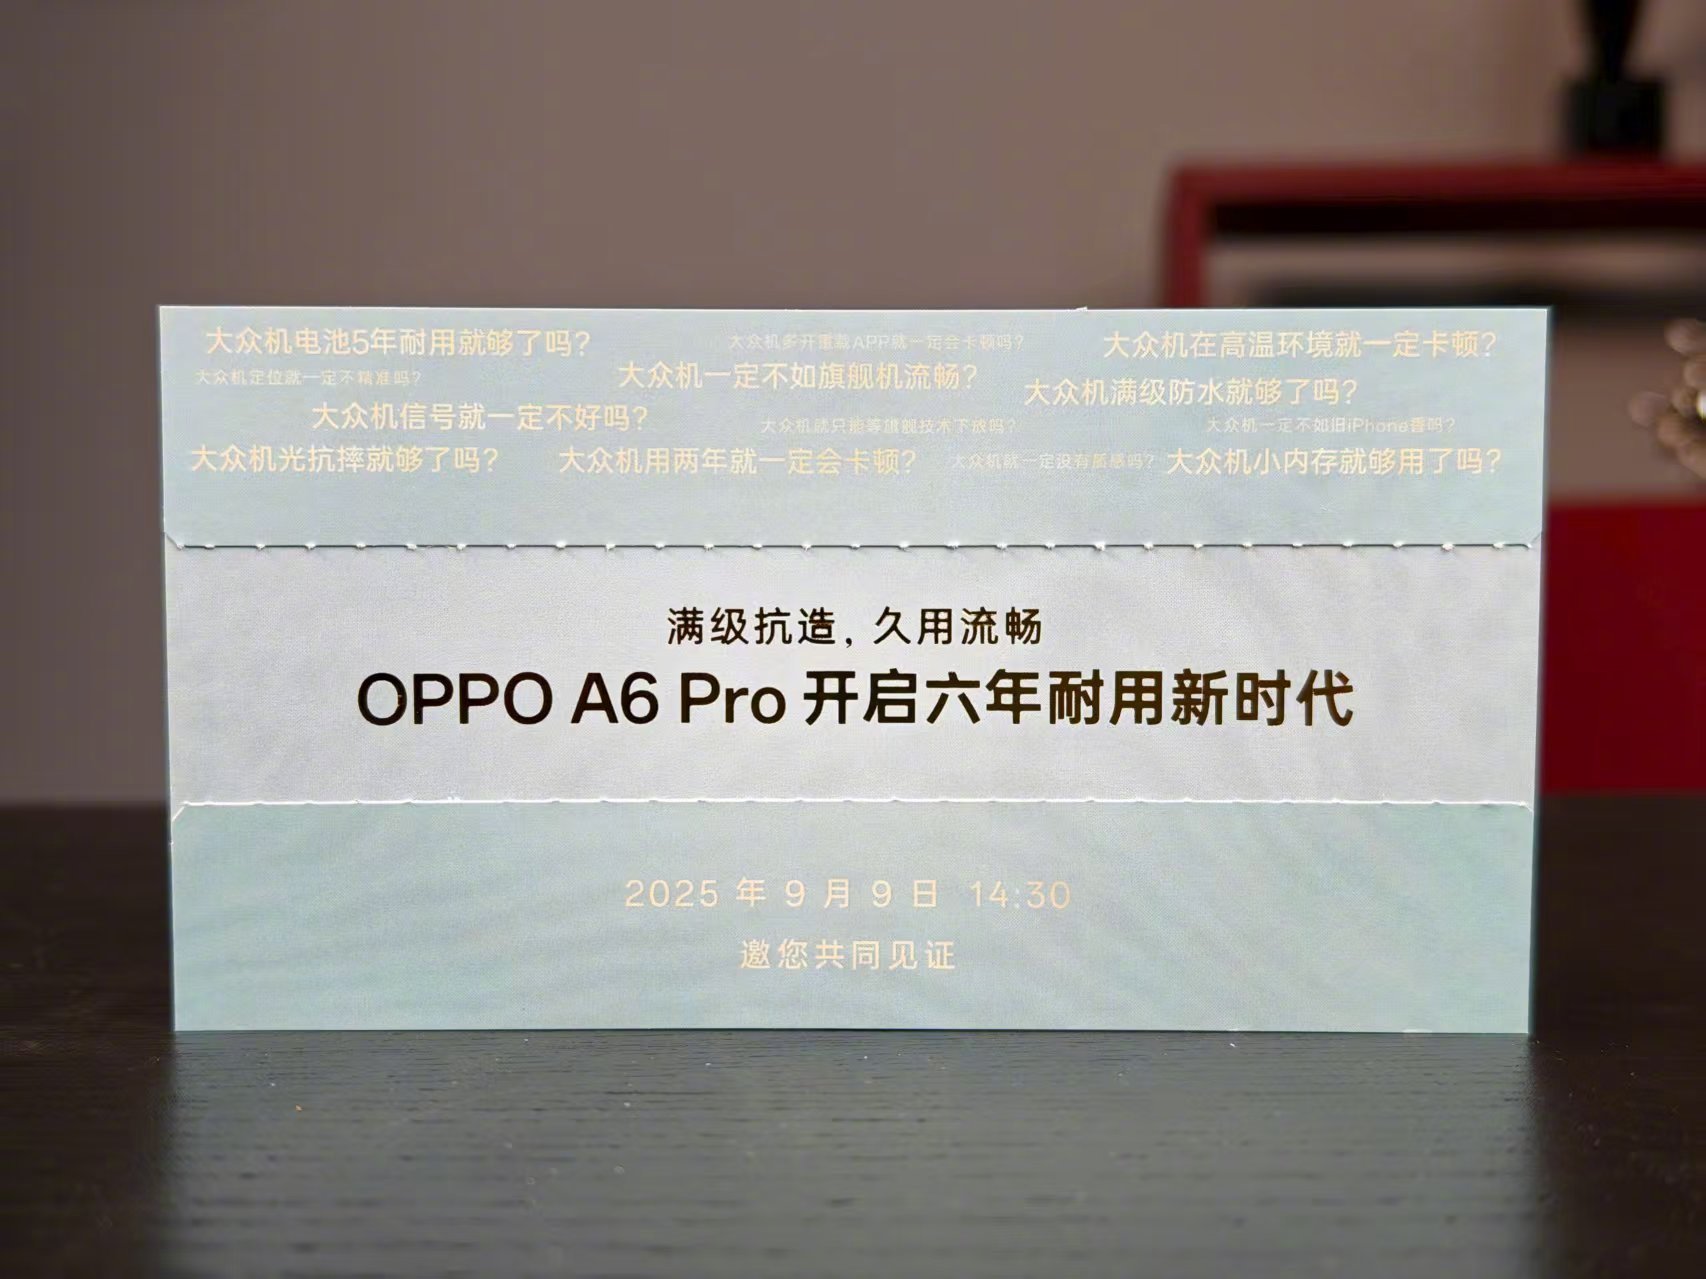 大众机电池5年耐用就够了吗?
大众机多开重载APP就一定会卡顿吗?
大众机在高温环境就一定卡顿?
大众机定位就一定不精准吗?
大众机一定不如旗舰机流畅?
大众机满级防水就够了吗?
大众机信号就一定不好吗?
大众机就只能等旗舰技术下放吗?
大众机一定不如旧iPhone香吗?
大众机光抗摔就够了吗?
大众机用两年就一定会卡顿?
大众机就一定没有质感吗?
大众机小内存就够用了吗?
满级抗造, 久用流畅
OPPO A6 Pro 开启六年耐用新时代
2025 年 9 月 9 日 14:30
邀您共同见证